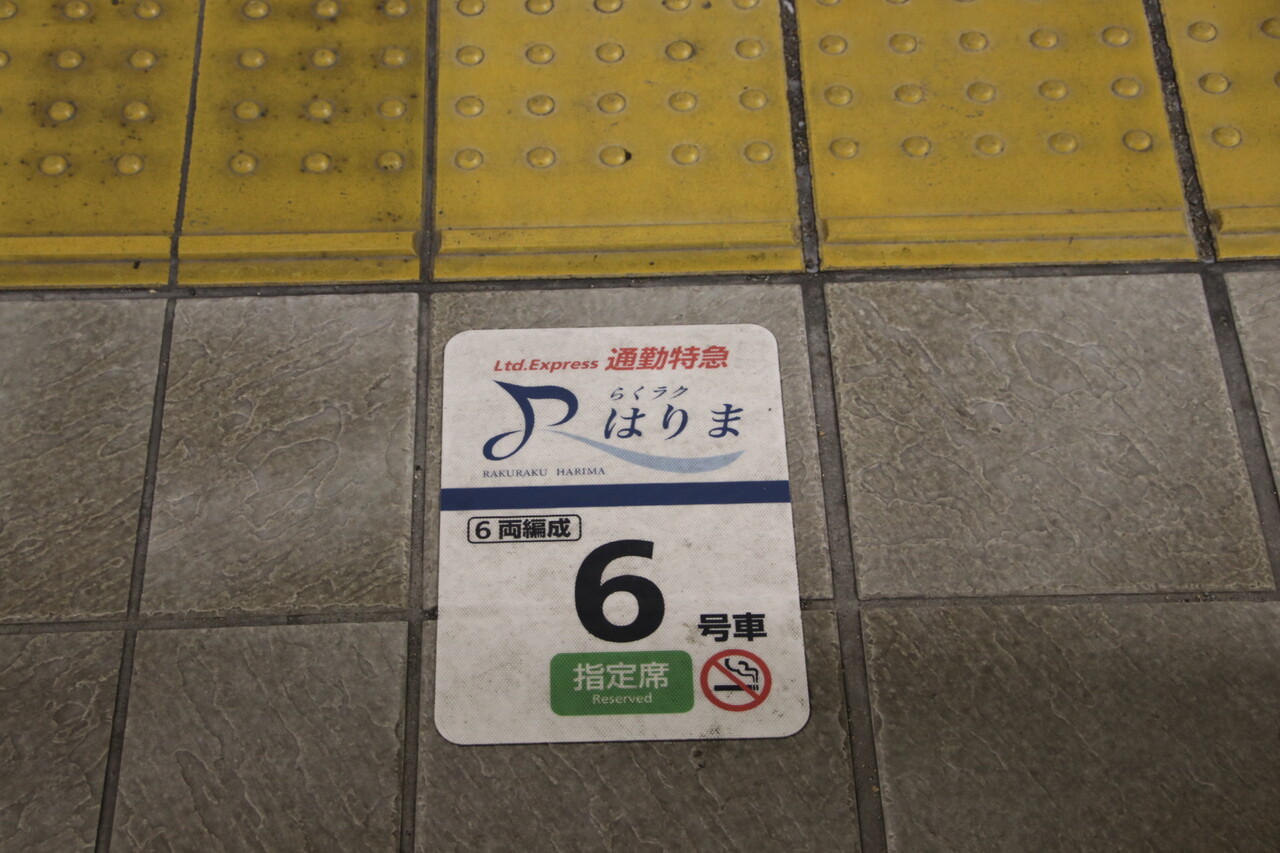 Ltd.Express 通勤特急
らくラク
はりま
RAKURAKU HARIMA
6両編成
6
号車
指定席
Reserved